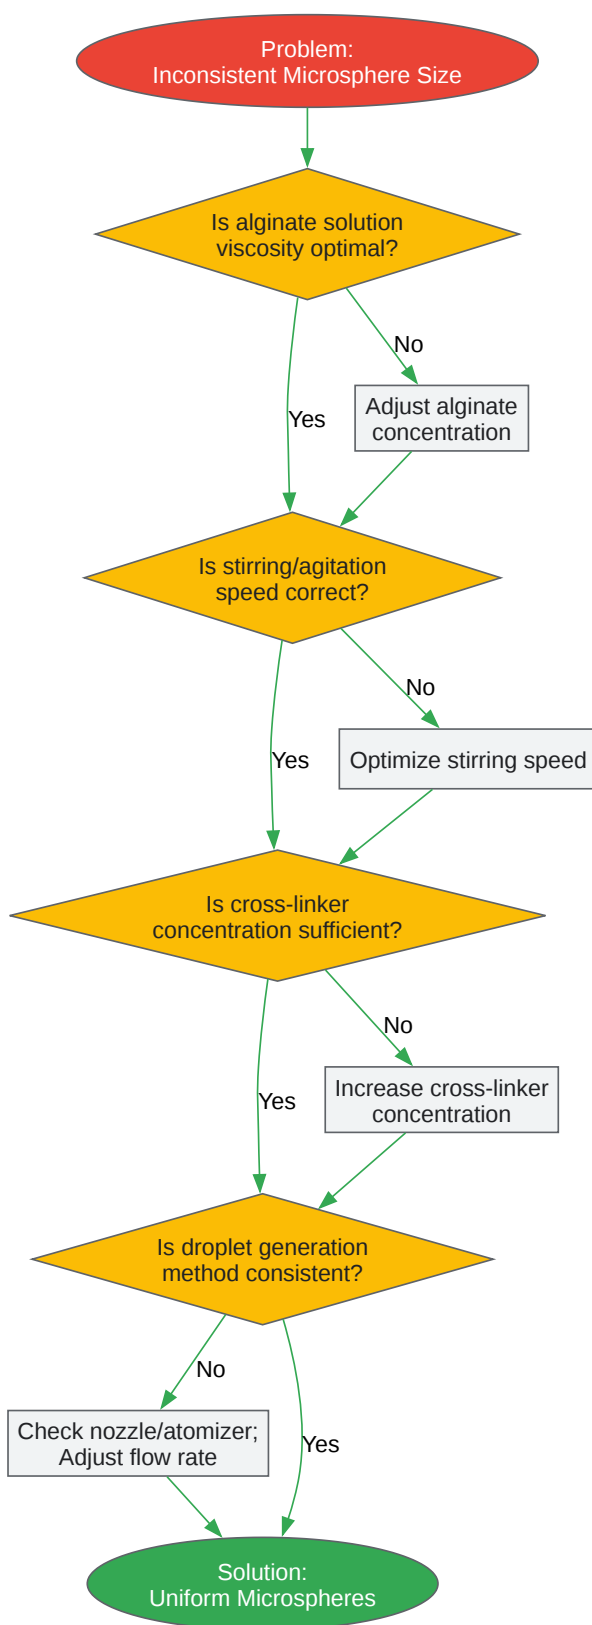 Problem:
Inconsistent Microsphere Size
Is alginate solution
viscosity optimal?
No
Yes
Adjust alginate
concentration
Is stirring/agitation
speed correct?
No
Yes
Optimize stirring speed
Is cross-linker
concentration sufficient?
No
Yes
Increase cross-linker
concentration
Is droplet generation
method consistent?
No
Check nozzle/atomizer;
Adjust flow rate
Yes
Solution:
Uniform Microspheres